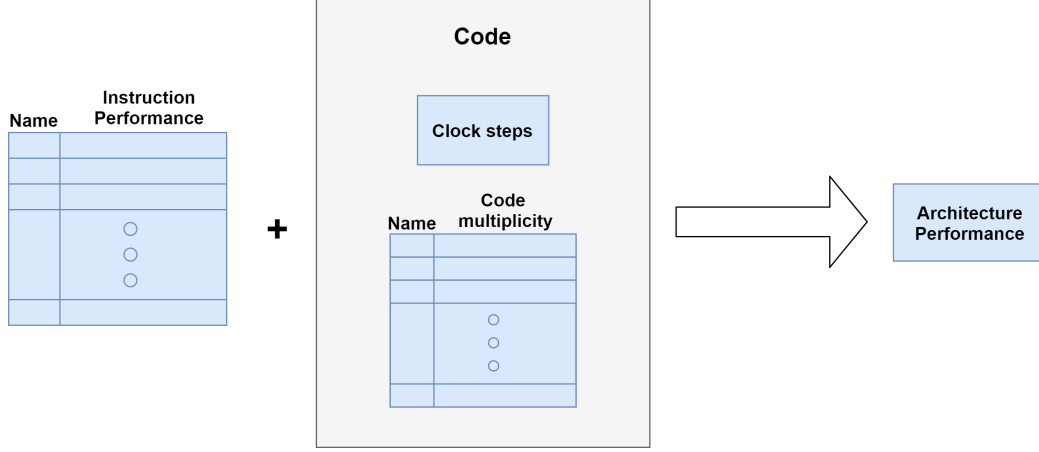 Code
Instruction
Performance
Name
Clock steps
+
Code
multiplicity
Name
Architecture
Performance